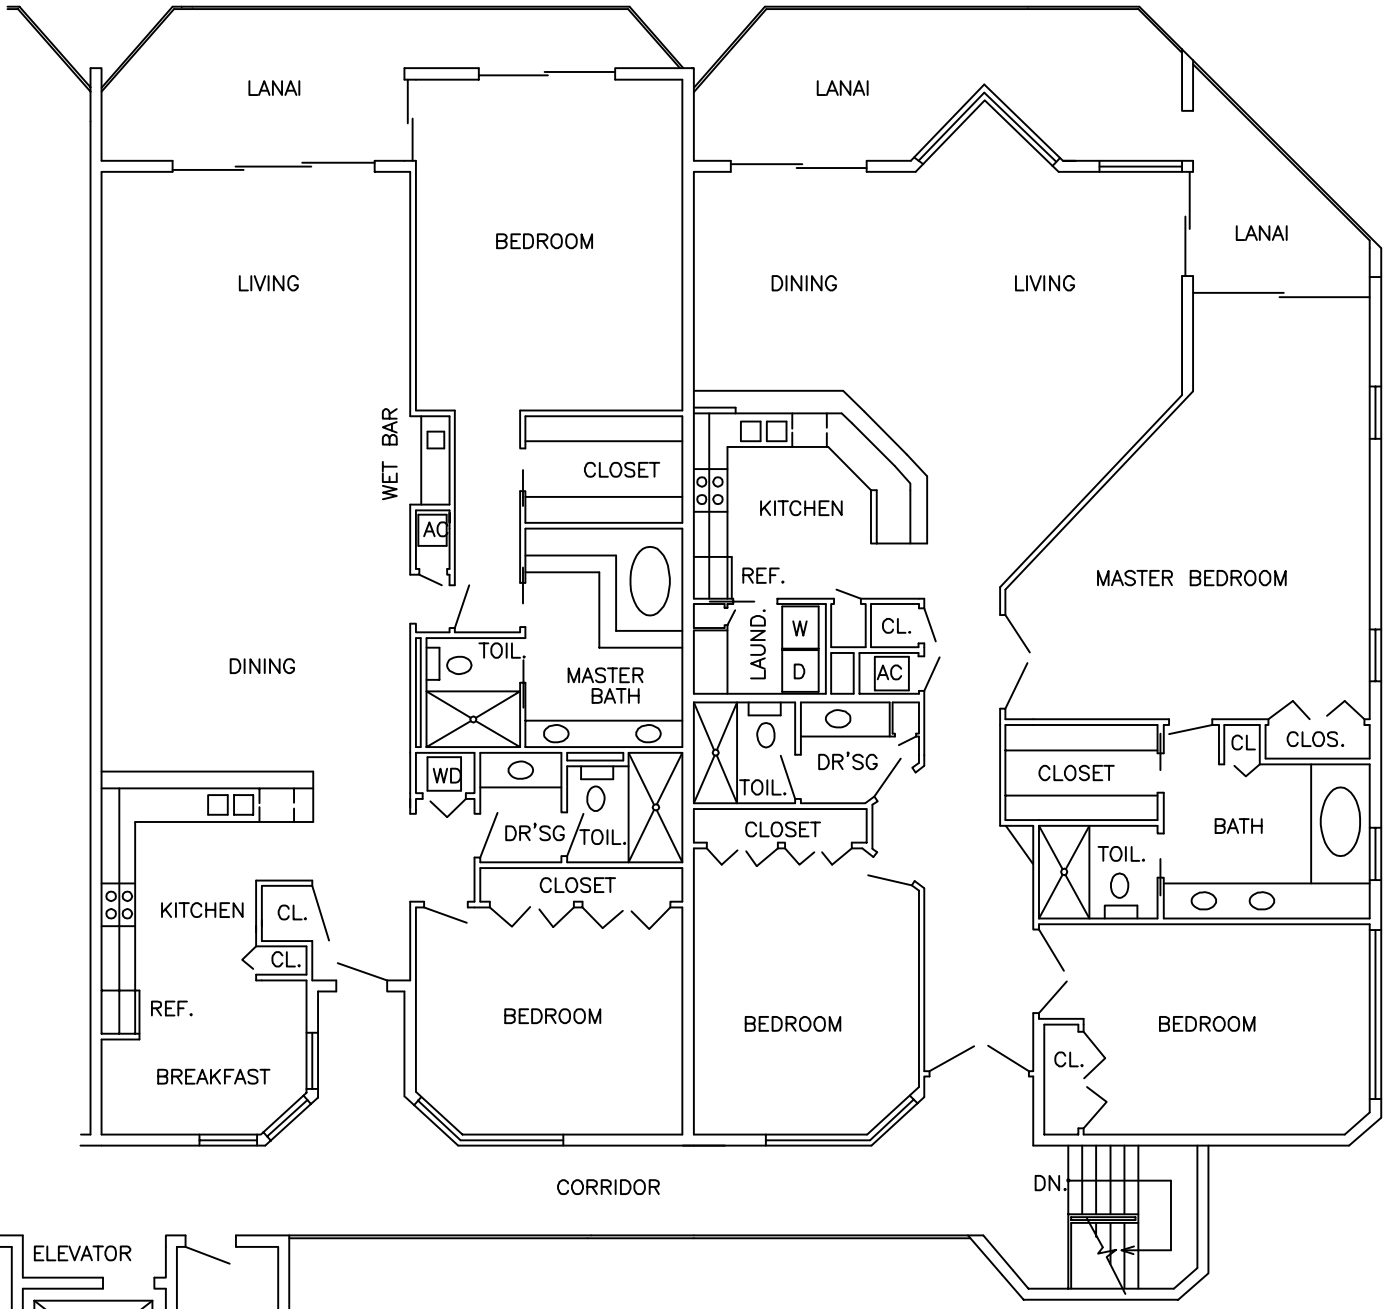 LANAI
LANAI
LANAI
BEDROOM
LIVING
DINING
LIVING
WET BAR
CLOSET
KITCHEN
AC
REF.
MASTER BEDROOM
LAUND.
W
CL.
TOIL.
DINING
MASTER
BATH
D
AC
CL
CLOS.
WD
DR'SG
TOIL.
CLOSET
DR'SG
TOIL.
CLOSET
BATH
TOIL.
CLOSET
KITCHEN
CL.
CL.
REF.
BEDROOM
BEDROOM
BEDROOM
CL.
BREAKFAST
CORRIDOR
DN.
ELEVATOR